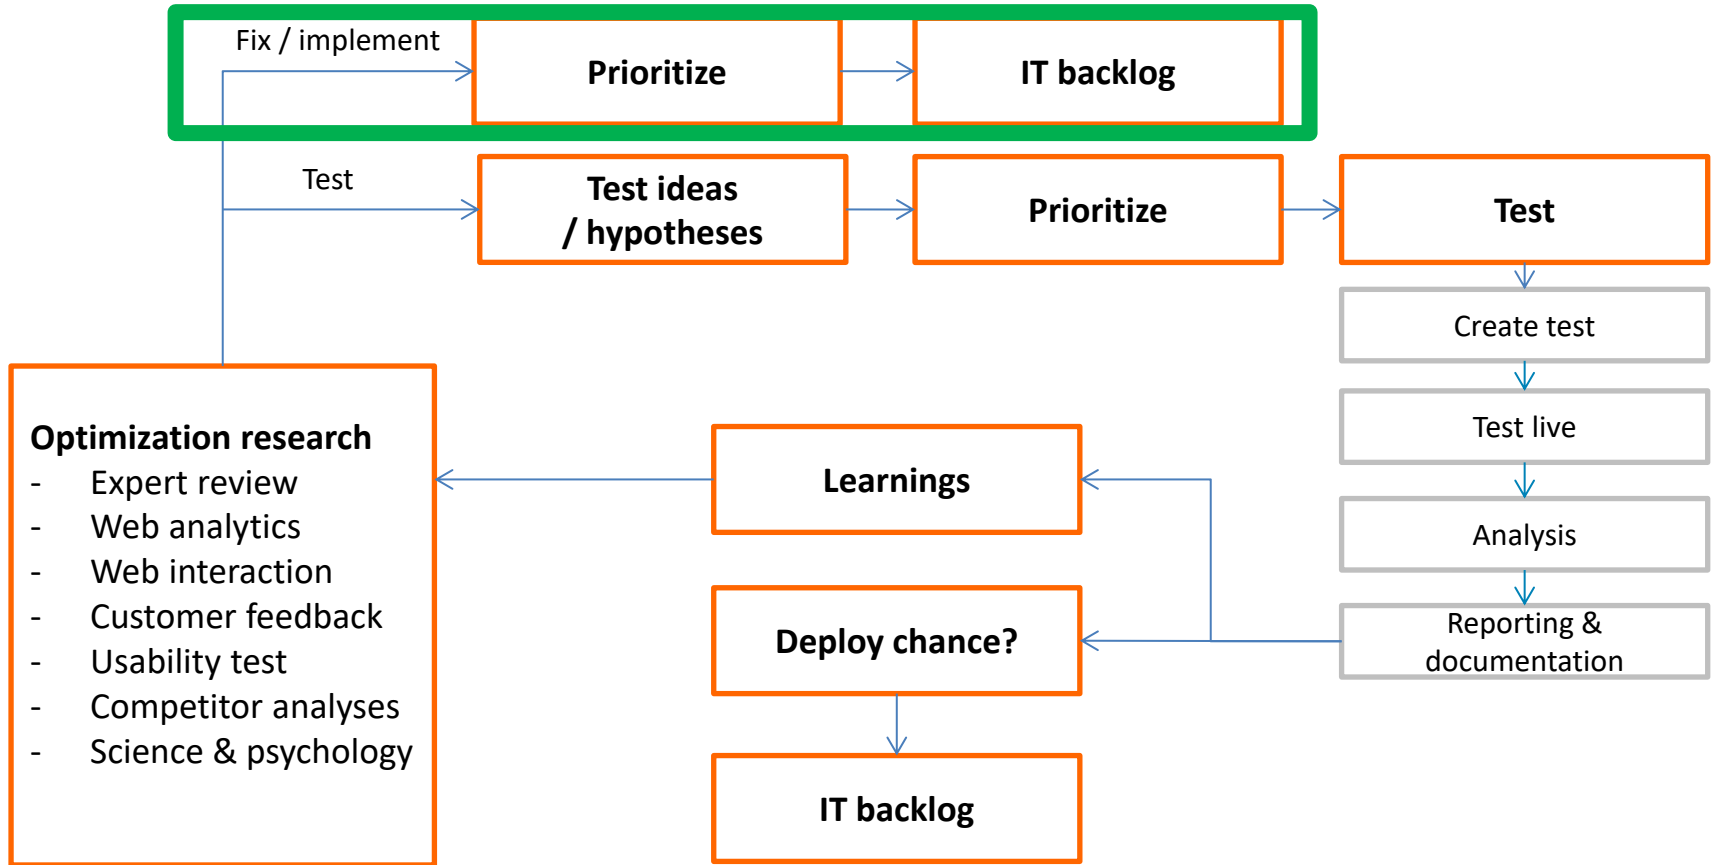 Fix / implement
Prioritize
IT backlog
Test
Test ideas
/ hypotheses
Prioritize
Test
Create test
Test live
Analysis
Reporting &
documentation
Learnings
Deploy chance?
IT backlog
Optimization research
- Expert review
- Web analytics
- Web interaction
- Customer feedback
- Usability test
- Competitor analyses
- Science & psychology